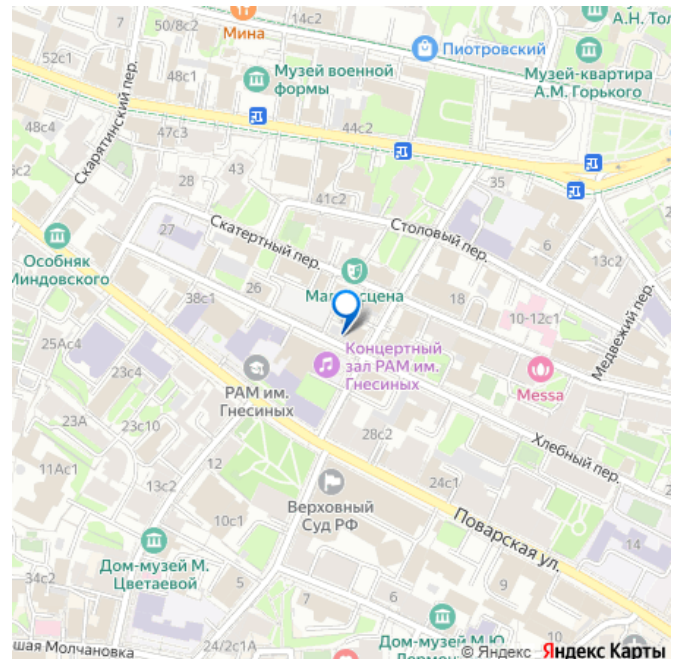 7
50/8с2
Мина
14с2
А.Н. Тол
52с1
48с1
Музей военной
формы
Пиотровский
Музей-квартира
А.М. Горького
Скарятинский пер.
48с4
47с3
44с2
43
28
41с2
35
Столовый пер.
6
27
Скатертный пер.
13с2
Особняк
Миндовского
38с1
26
18
10-12с1
Медвежий пер.
25Ас4
23с4
Концертный
зал РАМ им.
Гнесиных
РАМ им.
Гнесиных
Messa
23А
23с10
28с2
Хлебный пер.
11Ас1
12
13с2
24с1
Верховный
Суд РФ
10с1
Поварская ул.
14
Дом-музей М.
Цветаевой
5
5
9
34с2
6
7
4
шая Молчановка
24/2с1А
Дом-музей М.Ю.
© Яндекс
Яндекс Карты